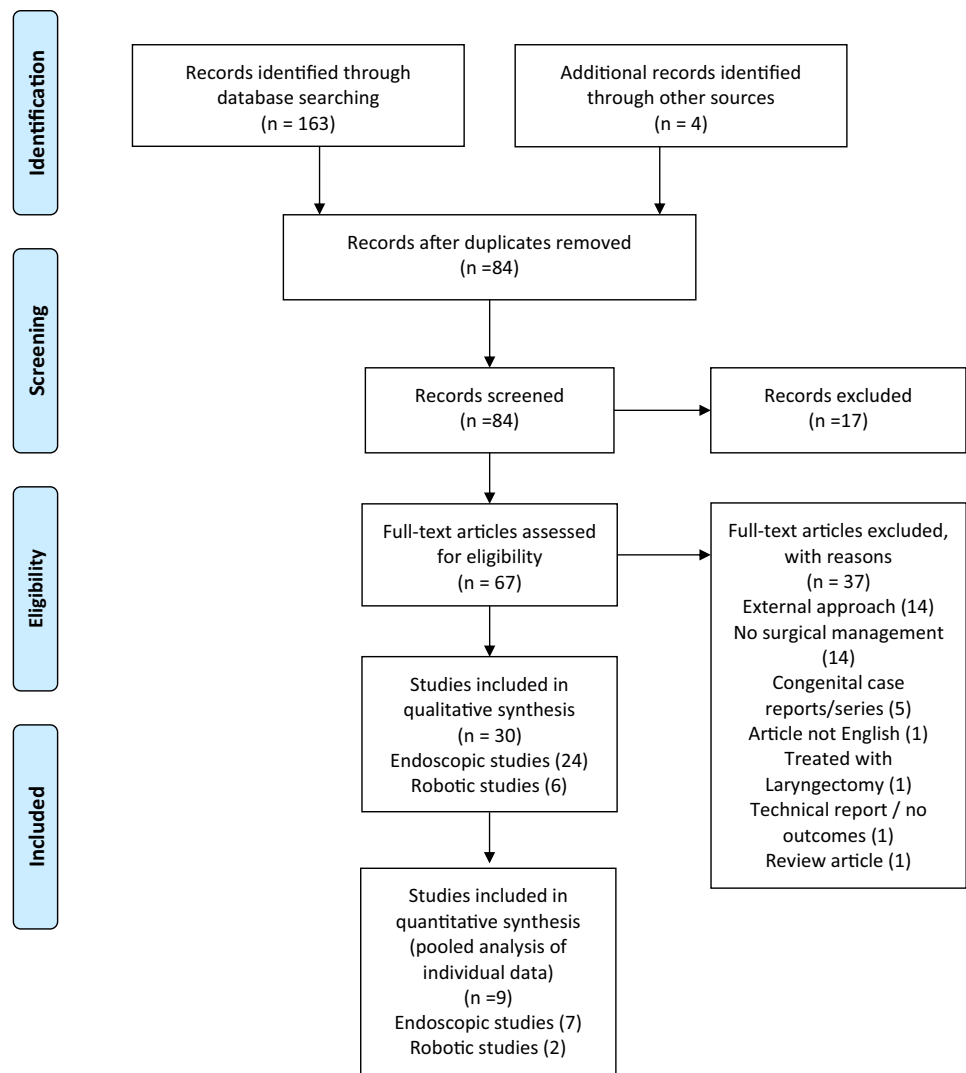 Identification
Records identified through
database searching
(n = 163)
Additional records identified
through other sources
(n = 4)
Records after duplicates removed
(n =84)
Screening
Records screened
(n =84)
Records excluded
(n =17)
Eligibility
Full-text articles assessed
for eligibility
(n = 67)
Full-text articles excluded,
with reasons
(n = 37)
External approach (14)
No surgical management
(14)
Congenital case
reports/series (5)
Article not English (1)
Treated with
Laryngectomy (1)
Technical report / no
outcomes (1)
Review article (1)
Included
Studies included in
qualitative synthesis
(n = 30)
Endoscopic studies (24)
Robotic studies (6)
Studies included in
quantitative synthesis
(pooled analysis of
individual data)
(n =9)
Endoscopic studies (7)
Robotic studies (2)